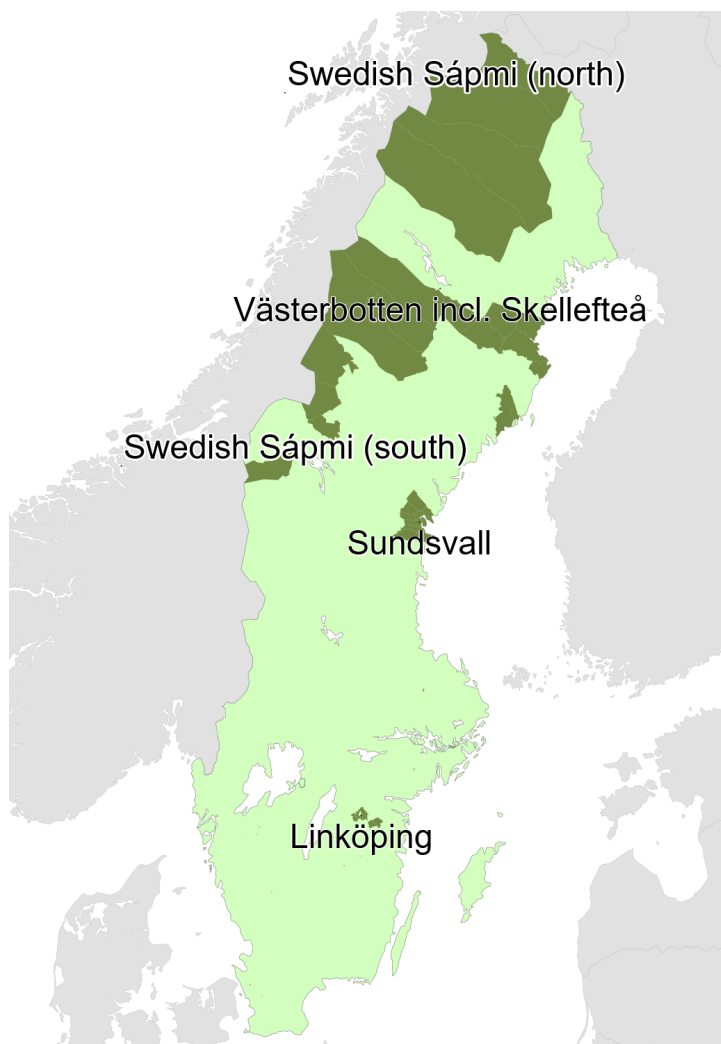 Swedish Sápmi (north)
Västerbotten incl. Skellefteå
Swedish Sápmi (south)
Sundsvall
Linköping